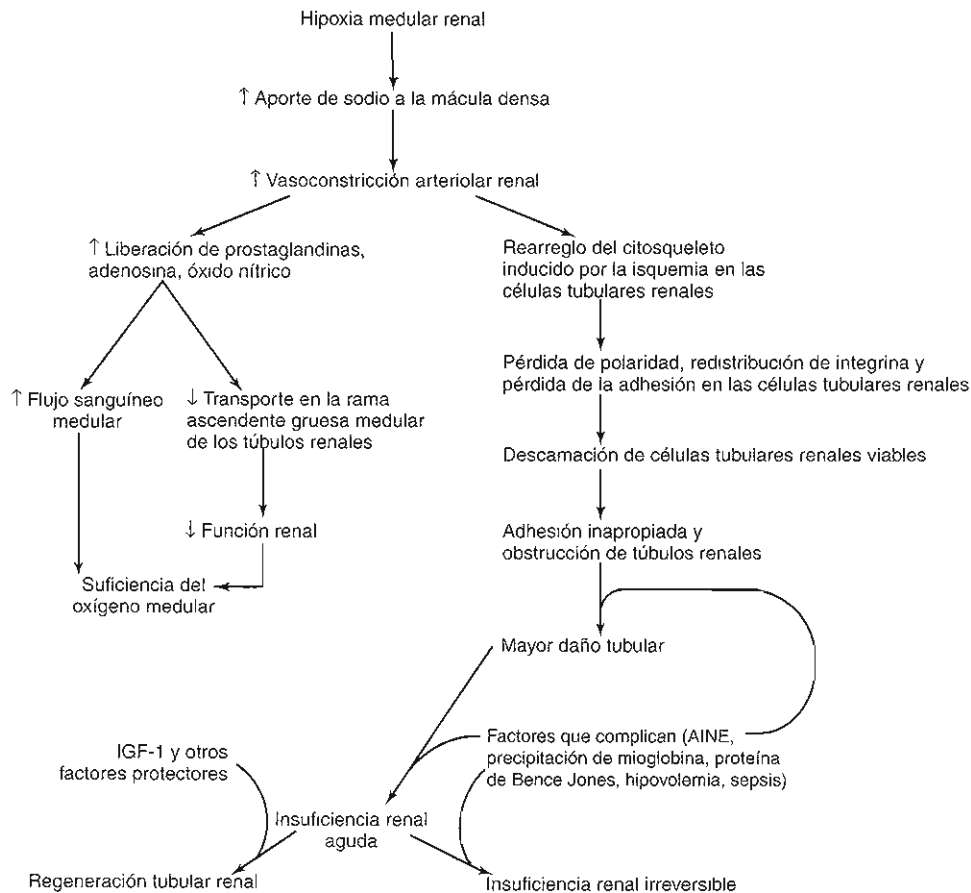 Hipoxia medular renal
↑ Aporte de sodio a la mácula densa
↑ Vasoconstricción arteriolar renal
↑ Liberación de prostaglandinas,
adenosina, óxido nítrico
Rearreglo del citosqueleto
inducido por la isquemia en las
células tubulares renales
Pérdida de polaridad, redistribución de integrina y
pérdida de la adhesión en las células tubulares renales
↑ Flujo sanguíneo
medular
↓ Transporte en la rama
ascendente gruesa medular
de los túbulos renales
Descamación de células tubulares renales viables
↓ Función renal
Adhesión inapropiada y
obstrucción de túbulos renales
Suficiencia del
oxígeno medular
Mayor daño tubular
IGF-1 y otros
factores protectores
Factores que complican (AINE,
precipitación de mioglobina, proteína
de Bence Jones, hipovolemia, sepsis)
Insuficiencia renal
aguda
Regeneración tubular renal
Insuficiencia renal irreversible